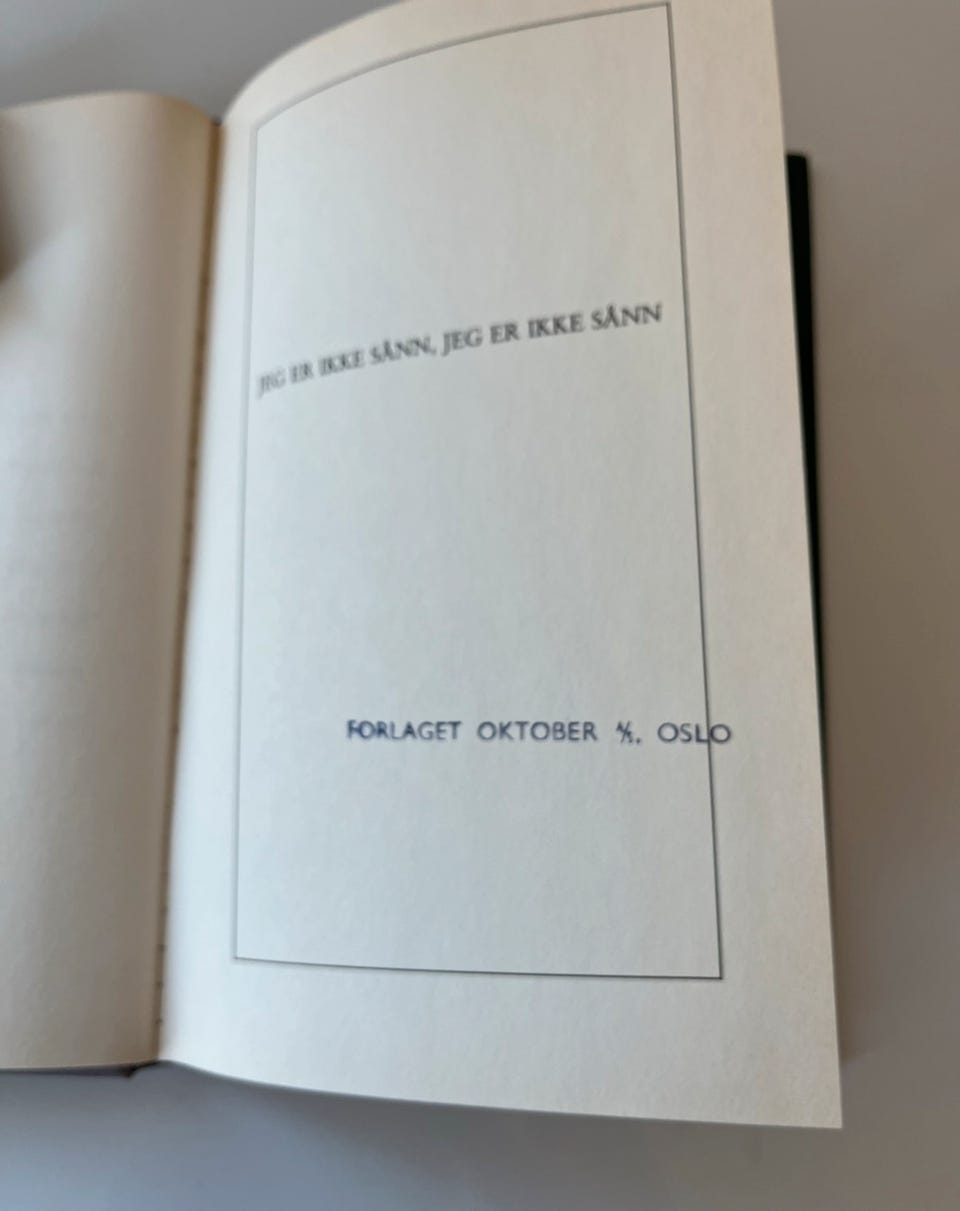 JEG ER IKKE SÅNN, JEG ER IKKE SÅNN
FORLAGET OKTOBER A/S, OSLO